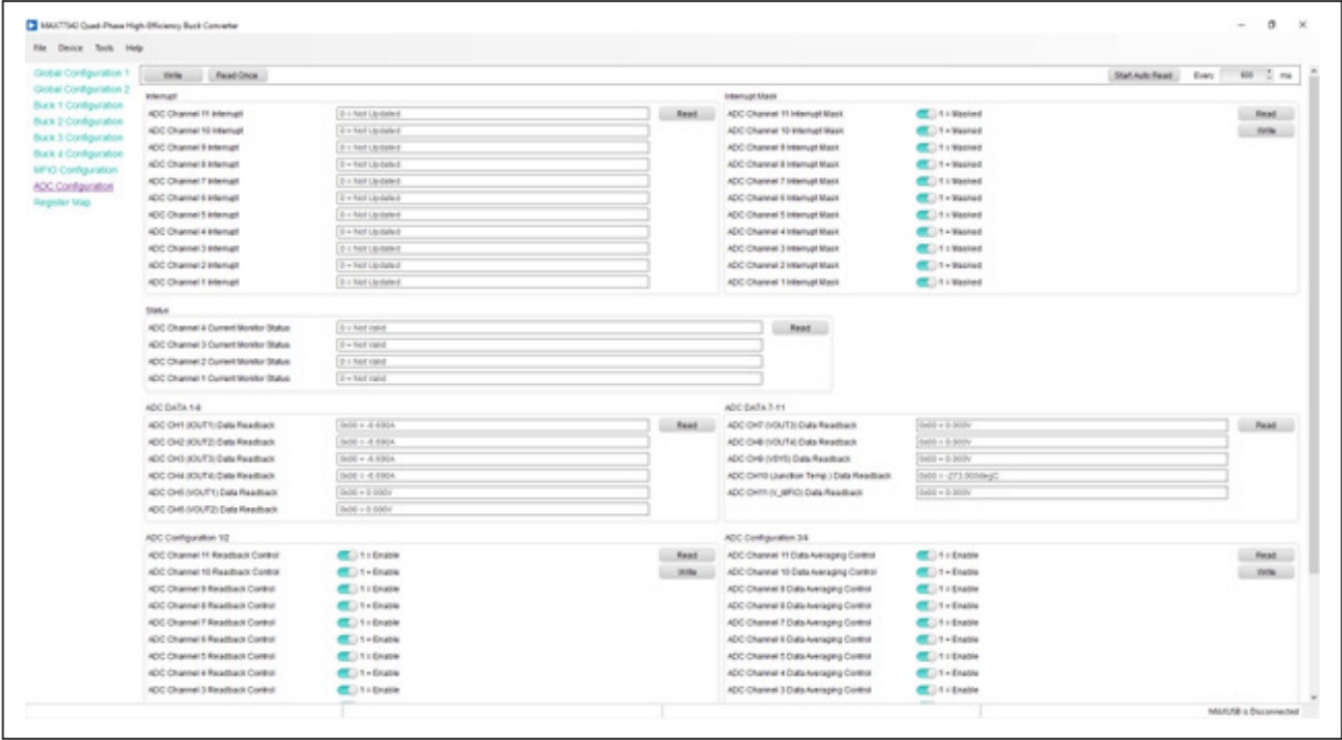 MAX77542 Quad-Phase High-Efficiency Buck Converter
File Device Tools Help
Global Configuration 1
Global Configuration 2
Buck 1 Configuration
Buck 2 Configuration
Buck 3 Configuration
Buck 4 Configuration
MPIO Configuration
ADC Configuration
Register Map
Write Read Once Start Auto Read Every 500 ms
Interrupt
ADC Channel 11 Interrupt 0 = Not Updated Read
ADC Channel 10 Interrupt 0 = Not Updated
ADC Channel 9 Interrupt 0 = Not Updated
ADC Channel 8 Interrupt 0 = Not Updated
ADC Channel 7 Interrupt 0 = Not Updated
ADC Channel 6 Interrupt 0 = Not Updated
ADC Channel 5 Interrupt 0 = Not Updated
ADC Channel 4 Interrupt 0 = Not Updated
ADC Channel 3 Interrupt 0 = Not Updated
ADC Channel 2 Interrupt 0 = Not Updated
ADC Channel 1 Interrupt 0 = Not Updated
Interrupt Mask
ADC Channel 11 Interrupt Mask 1 = Masked Read
ADC Channel 10 Interrupt Mask 1 = Masked Write
ADC Channel 9 Interrupt Mask 1 = Masked
ADC Channel 8 Interrupt Mask 1 = Masked
ADC Channel 7 Interrupt Mask 1 = Masked
ADC Channel 6 Interrupt Mask 1 = Masked
ADC Channel 5 Interrupt Mask 1 = Masked
ADC Channel 4 Interrupt Mask 1 = Masked
ADC Channel 3 Interrupt Mask 1 = Masked
ADC Channel 2 Interrupt Mask 1 = Masked
ADC Channel 1 Interrupt Mask 1 = Masked
Status
ADC Channel 4 Current Monitor Status 0 = Not Valid Read
ADC Channel 3 Current Monitor Status 0 = Not Valid
ADC Channel 2 Current Monitor Status 0 = Not Valid
ADC Channel 1 Current Monitor Status 0 = Not Valid
ADC DATA 1-6
ADC CH1 (IOUT1) Data Readback 0x00 = Read
ADC CH2 (IOUT2) Data Readback 0x00 =
ADC CH3 (IOUT3) Data Readback 0x00 =
ADC CH4 (IOUT4) Data Readback 0x00 =
ADC CH5 (VOUT1) Data Readback 0x00 = 0.000V
ADC CH6 (VOUT2) Data Readback 0x00 = 0.000V
ADC DATA 7-11
ADC CH7 (VOUT3) Data Readback 0x00 = 0.000V Read
ADC CH8 (VOUT4) Data Readback 0x00 = 0.000V
ADC CH9 (VSYS) Data Readback 0x00 = 0.000V
ADC CH10 (Junction Temp.) Data Readback 0x00 = -273.000degC
ADC CH11 (V_MPIO) Data Readback 0x00 = 0.000V
ADC Configuration 1/2
ADC Channel 11 Readback Control 1 = Enable Read
ADC Channel 10 Readback Control 1 = Enable Write
ADC Channel 9 Readback Control 1 = Enable
ADC Channel 8 Readback Control 1 = Enable
ADC Channel 7 Readback Control 1 = Enable
ADC Channel 6 Readback Control 1 = Enable
ADC Channel 5 Readback Control 1 = Enable
ADC Channel 4 Readback Control 1 = Enable
ADC Channel 3 Readback Control 1 = Enable
ADC Configuration 3/4
ADC Channel 11 Data Averaging Control 1 = Enable Read
ADC Channel 10 Data Averaging Control 1 = Enable Write
ADC Channel 9 Data Averaging Control 1 = Enable
ADC Channel 8 Data Averaging Control 1 = Enable
ADC Channel 7 Data Averaging Control 1 = Enable
ADC Channel 6 Data Averaging Control 1 = Enable
ADC Channel 5 Data Averaging Control 1 = Enable
ADC Channel 4 Data Averaging Control 1 = Enable
ADC Channel 3 Data Averaging Control 1 = Enable
MAXUSB is Disconnected